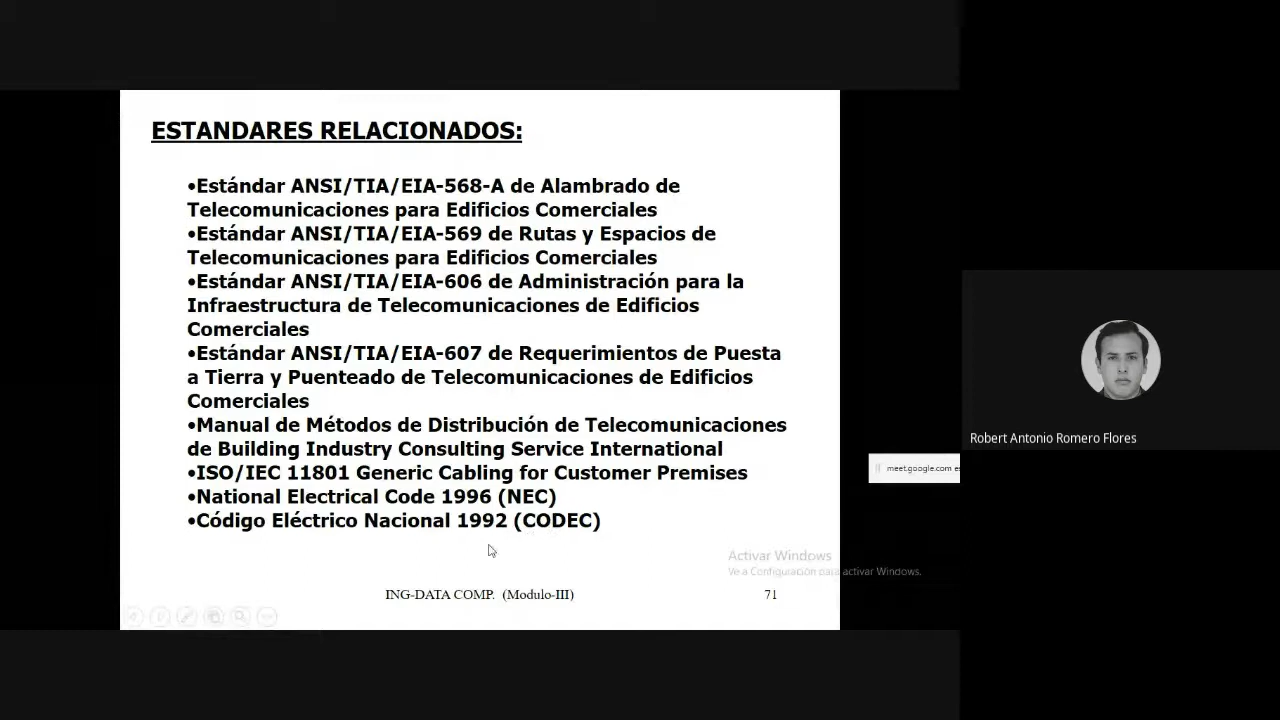 ESTANDARES RELACIONADOS:
•Estándar ANSI/TIA/EIA-568-A de Alambrado de
Telecomunicaciones para Edificios Comerciales
•Estándar ANSI/TIA/EIA-569 de Rutas y Espacios de
Telecomunicaciones para Edificios Comerciales
•Estándar ANSI/TIA/EIA-606 de Administración para la
Infraestructura de Telecomunicaciones de Edificios
Comerciales
•Estándar ANSI/TIA/EIA-607 de Requerimientos de Puesta
a Tierra y Puenteado de Telecomunicaciones de Edificios
Comerciales
•Manual de Métodos de Distribución de Telecomunicaciones
de Building Industry Consulting Service International
•ISO/IEC 11801 Generic Cabling for Customer Premises
•National Electrical Code 1996 (NEC)
•Código Eléctrico Nacional 1992 (CODEC)
Robert Antonio Romero Flores
meet.google.com es
Activar Windows
Ve a Configuración para activar Windows.
ING-DATA COMP. (Modulo-III)
71